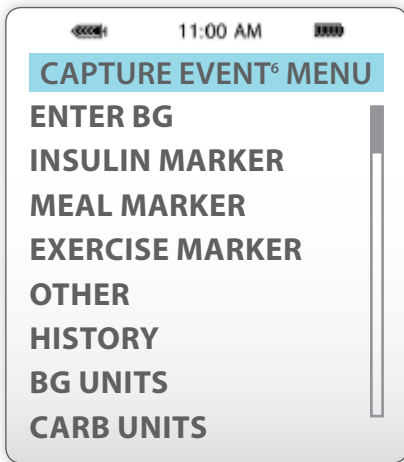 11:00 AM
CAPTURE EVENT⁶ MENU
ENTER BG
INSULIN MARKER
MEAL MARKER
EXERCISE MARKER
OTHER
HISTORY
BG UNITS
CARB UNITS